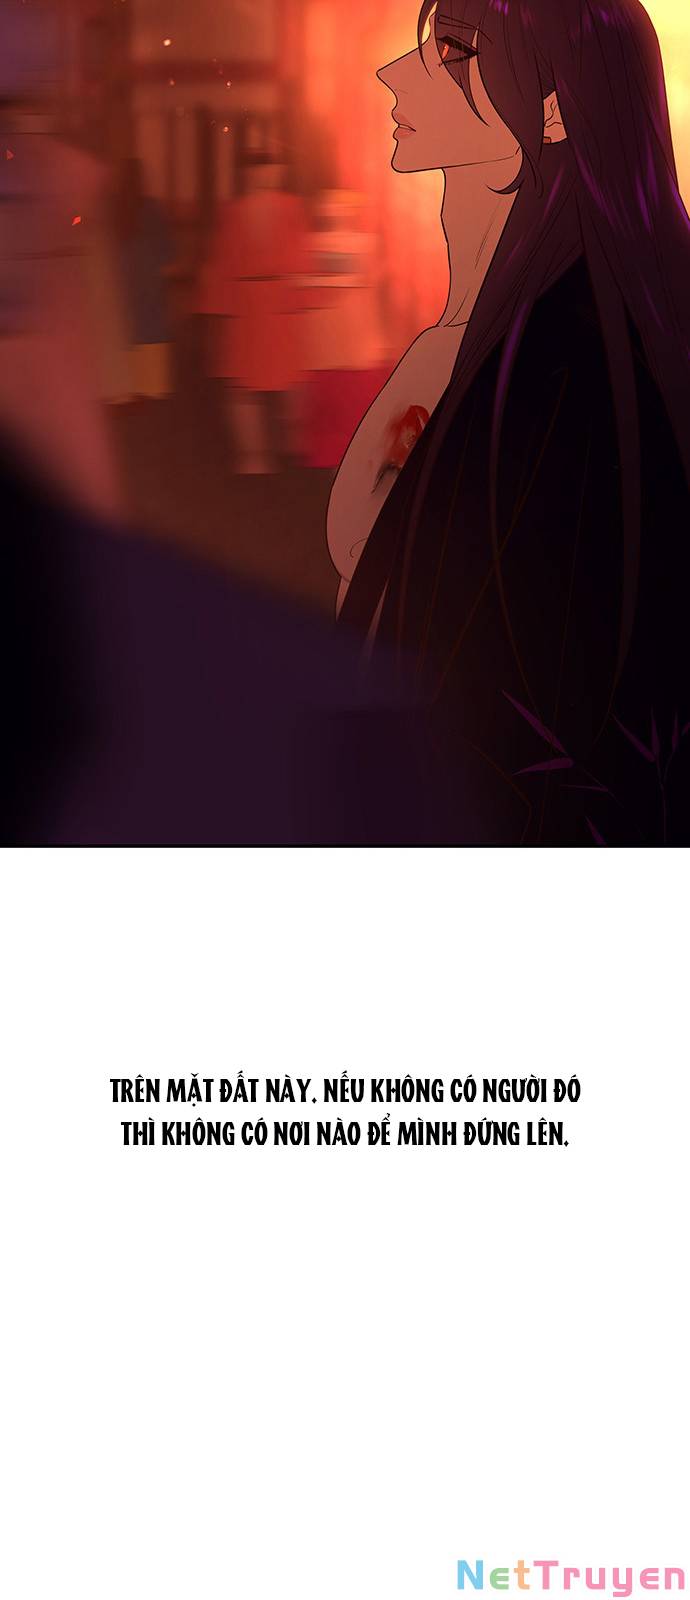 TRÊN MẶT ĐẤT NÀY. NẾU KHÔNG CÓ NGƯỜI ĐÓ
THÌ KHÔNG CÓ NƠI NÀO ĐỂ MÌNH ĐỨNG LÊN.
NetTruyen